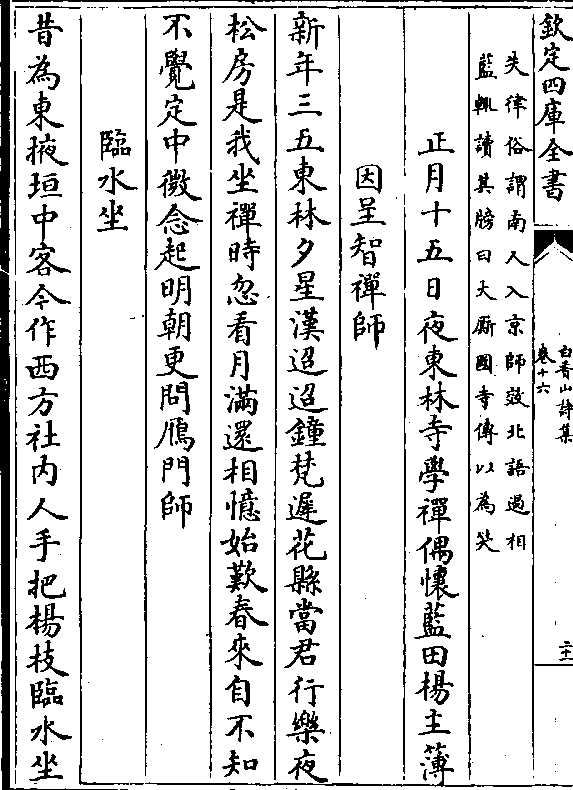 欽定四庫全書
白香山詩集
卷十六
二十二
失律俗謂南人入京師效北語過相
藍輒讀其牓曰大廝國寺傳以為笑
正月十五日夜東林寺學禪偶懷藍田楊主簿
因呈智禪師
新年三五東林夕星漢迢迢鐘梵遲花縣當君行樂夜
松房是我坐禪時忽看月滿還相憶始歎春來自不知
不覺定中微念起明朝更問鴈門師
臨水坐
昔為東掖垣中客今作西方社內人手把楊枝臨水坐